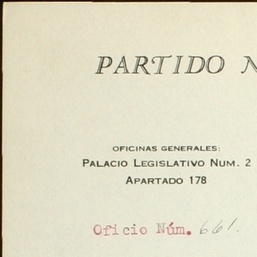 PARTIDO N
OFICINAS GENERALES:
PALACIO LEGISLATIVO NUM. 2
APARTADO 178
Oficio Núm. 661.